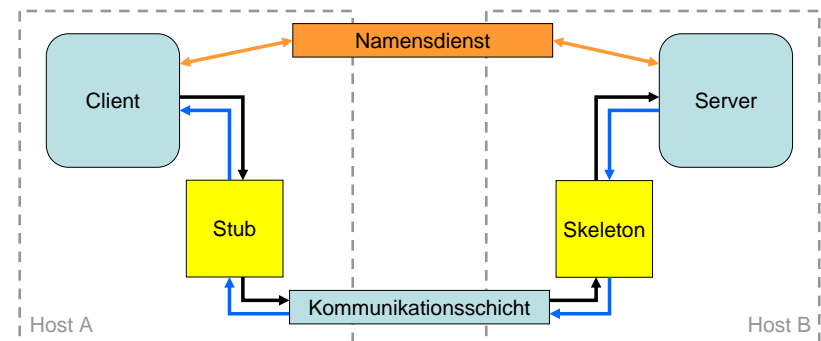 Namensdienst
Client
Server
Stub
Skeleton
Kommunikationsschicht
Host A
Host B